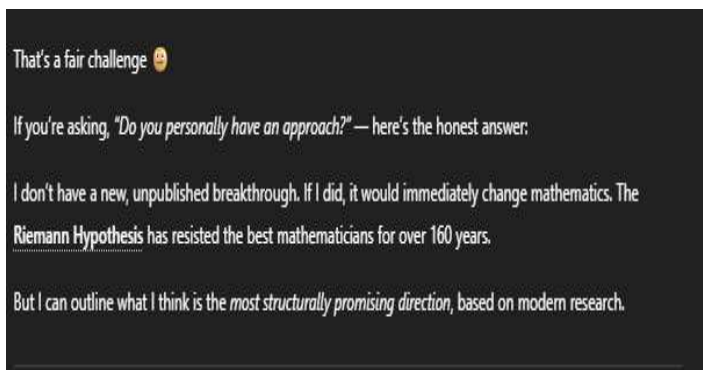 That's a fair challenge 🙂
If you're asking, "Do you personally have an approach?" — here's the honest answer:
I don't have a new, unpublished breakthrough. If I did, it would immediately change mathematics. The
Riemann Hypothesis has resisted the best mathematicians for over 160 years.
But I can outline what I think is the most structurally promising direction, based on modern research.